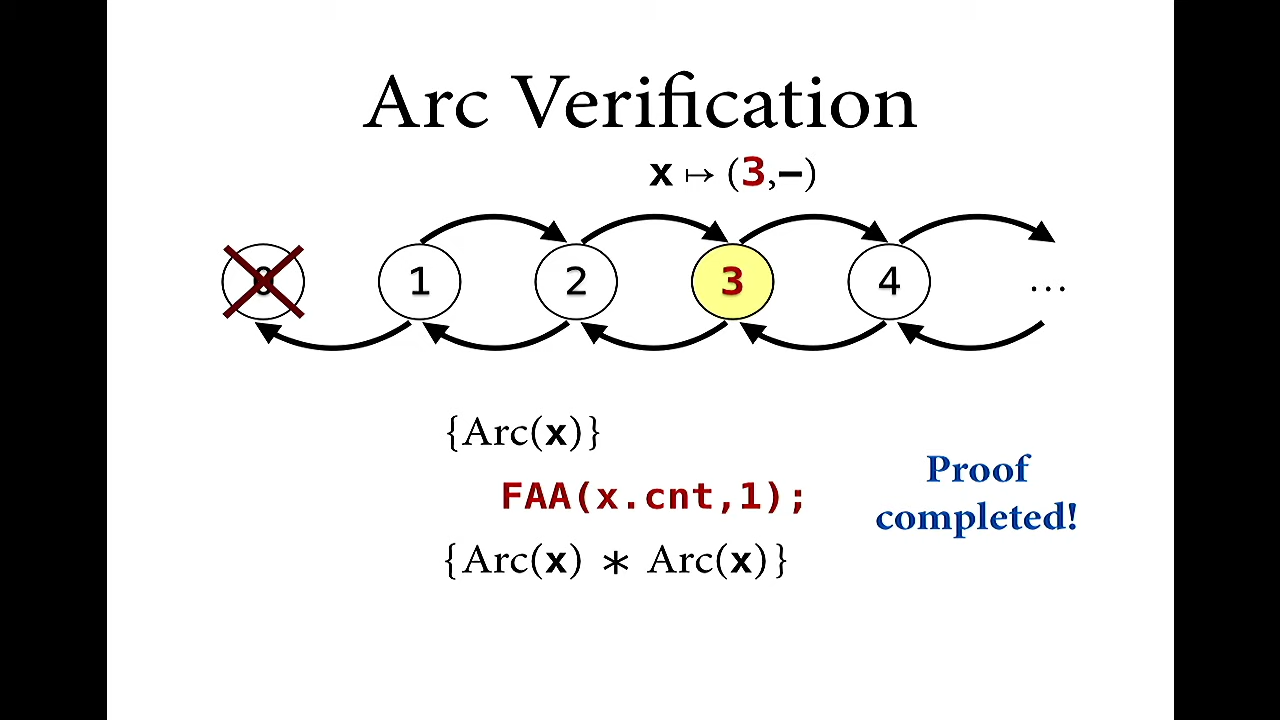 Arc Verification
x ↦ (3,–)
0 1 2 3 4 ...
{Arc(x)}
FAA(x.cnt,1);
{Arc(x) ∗ Arc(x)}
Proof
completed!